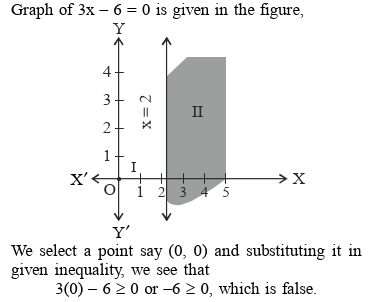 Graph of 3x – 6 = 0 is given in the figure,
Y
4
3
2
1
x = 2
II
I
X′
O
1 2 3 4 5
X
Y′
We select a point say (0, 0) and substituting it in
given inequality, we see that
3(0) – 6 ≥ 0 or –6 ≥ 0, which is false.